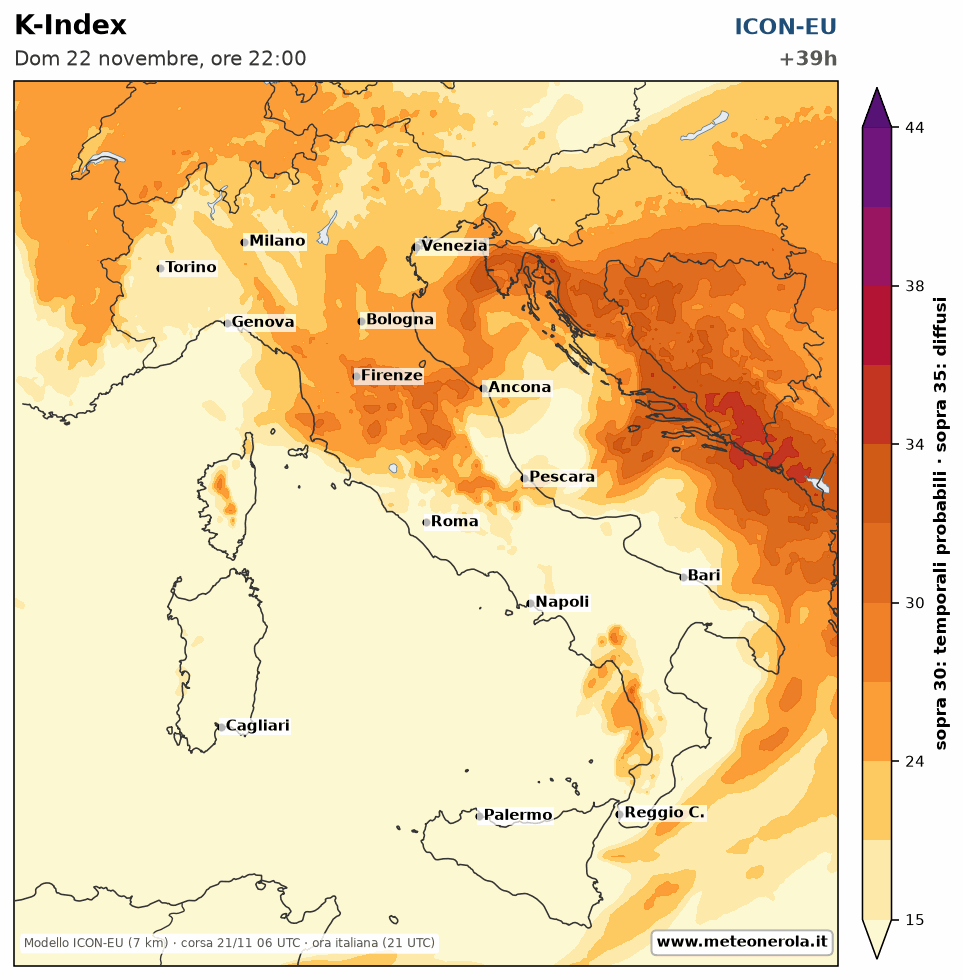 K-Index
ICON-EU
Dom 22 novembre, ore 22:00
+39h
44
38
34
30
24
15
sopra 30: temporali probabili · sopra 35: diffusi
Milano
Venezia
Torino
Genova
Bologna
Firenze
Ancona
Pescara
Roma
Bari
Napoli
Cagliari
Palermo
Reggio C.
Modello ICON-EU (7 km) · corsa 21/11 06 UTC · ora italiana (21 UTC)
www.meteonerola.it